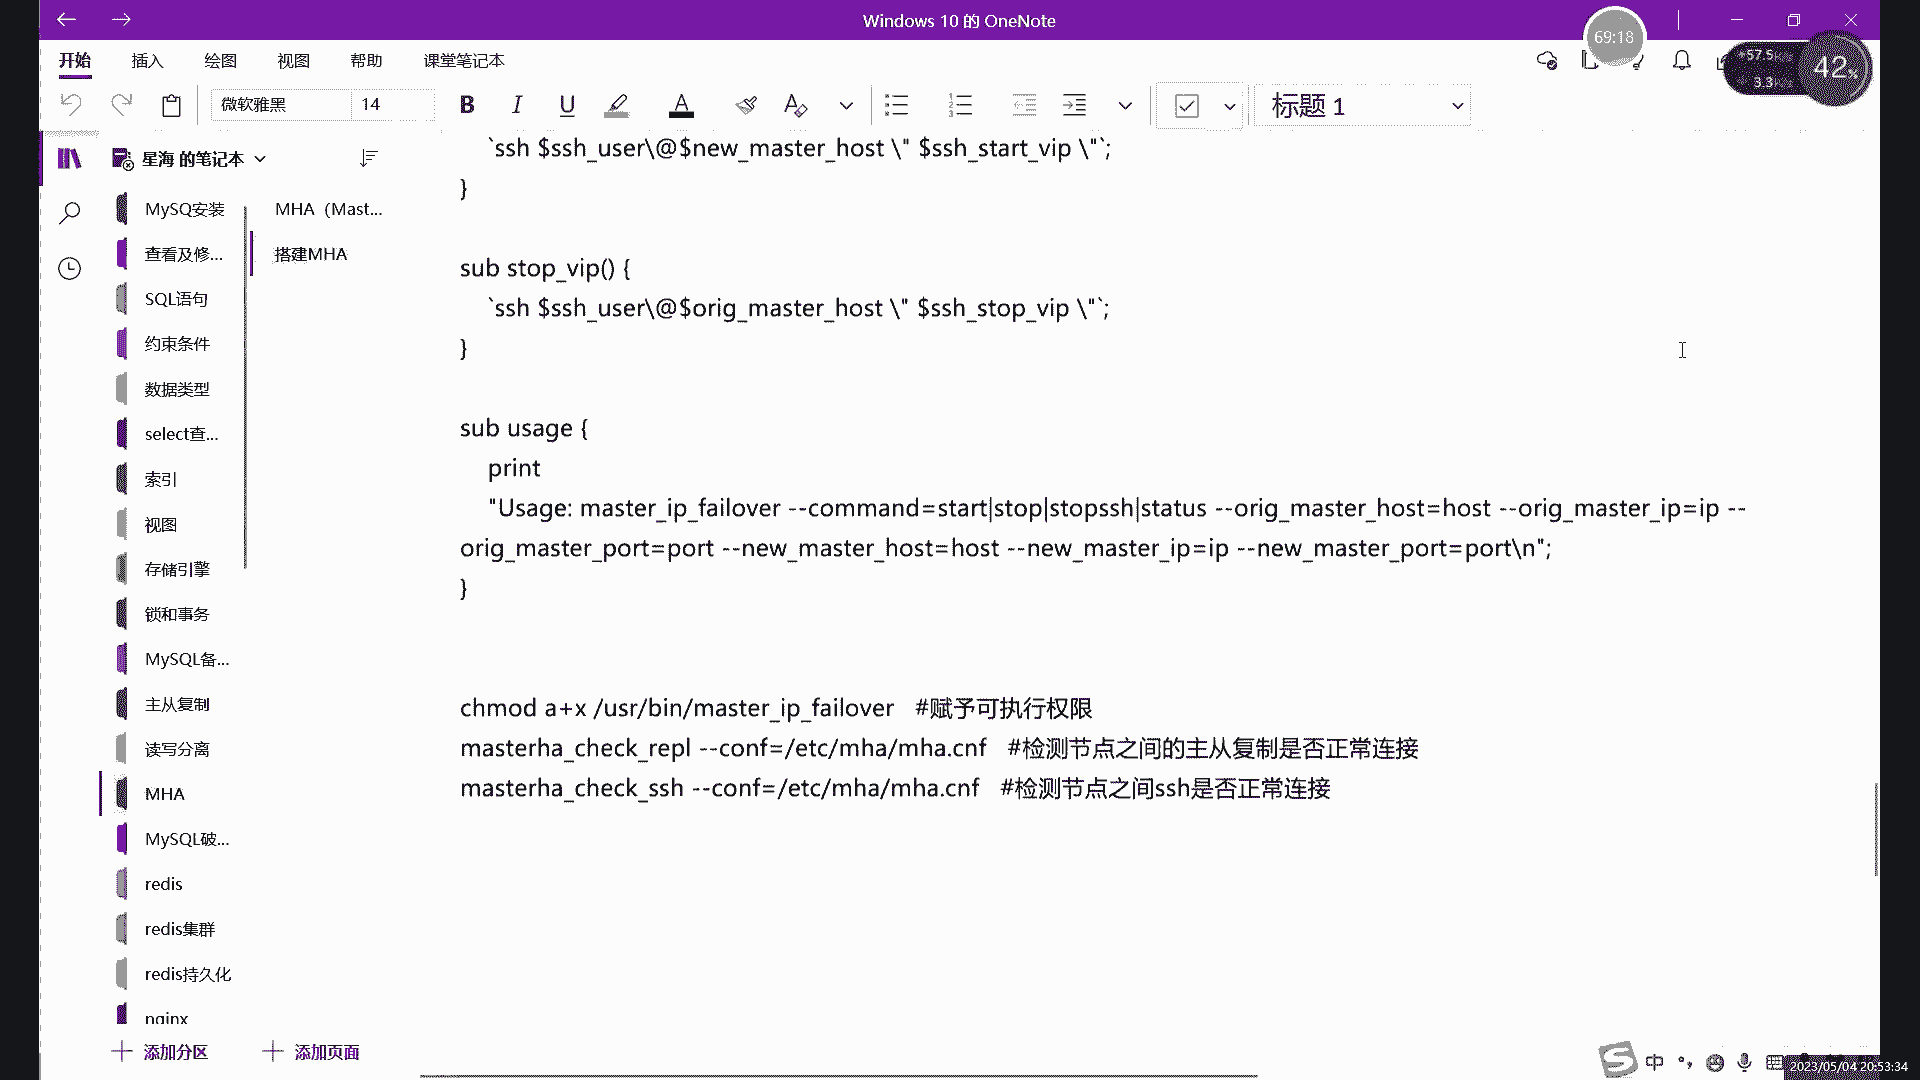 Windows 10 的 OneNote
69:18
开始 插入 绘图 视图 帮助 课堂笔记本
57.5
3.3
42%
微软雅黑 14 B I U A 标题 1
星海 的笔记本
MySQ安装
查看及修...
SQL语句
约束条件
数据类型
select查...
索引
视图
存储引擎
锁和事务
MySQL备...
主从复制
读写分离
MHA
MySQL破...
redis
redis集群
redis持久化
nginx
添加分区
MHA（Mast...
搭建MHA
添加页面
`ssh $ssh_user\@$new_master_host \" $ssh_start_vip \"`;
}
sub stop_vip() {
`ssh $ssh_user\@$orig_master_host \" $ssh_stop_vip \"`;
}
sub usage {
print
"Usage: master_ip_failover --command=start|stop|stopssh|status --orig_master_host=host --orig_master_ip=ip --
orig_master_port=port --new_master_host=host --new_master_ip=ip --new_master_port=port\n";
}
chmod a+x /usr/bin/master_ip_failover #赋予可执行权限
masterha_check_repl --conf=/etc/mha/mha.cnf #检测节点之间的主从复制是否正常连接
masterha_check_ssh --conf=/etc/mha/mha.cnf #检测节点之间ssh是否正常连接
中
2023/05/04 20:53:34